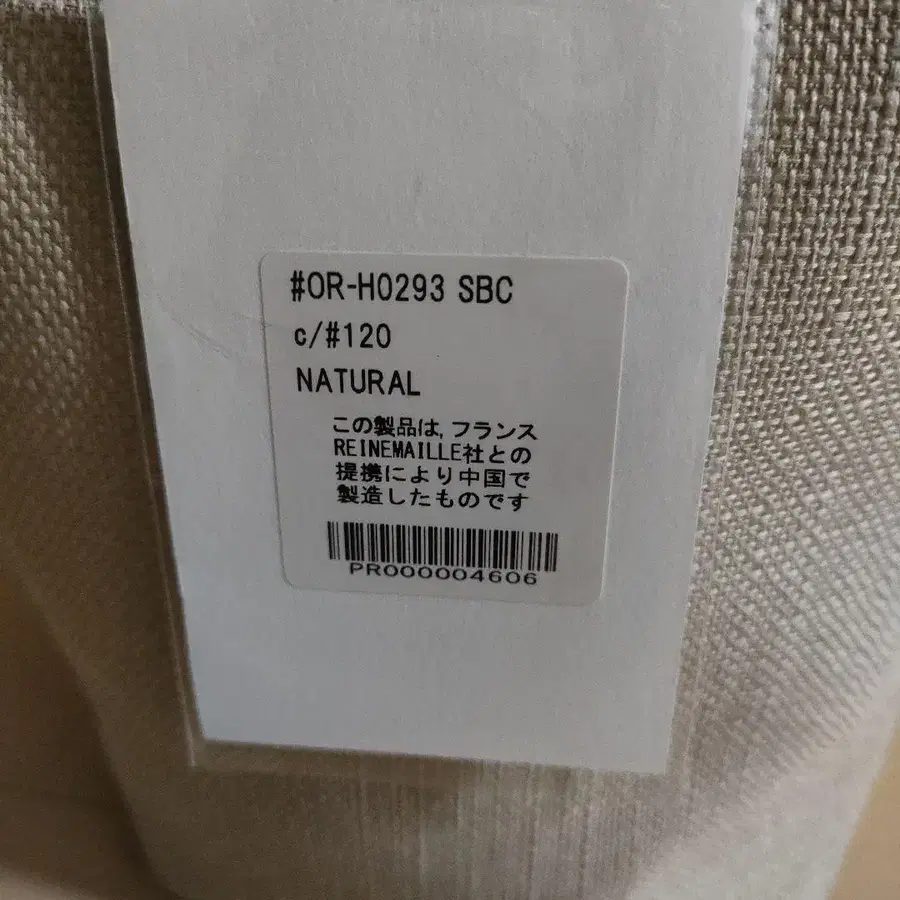 #OR-H0293 SBC
c/#120
NATURAL
この製品は,フランス
REINEMAILLE社との
提携により中国で
製造したものです
PR000004606